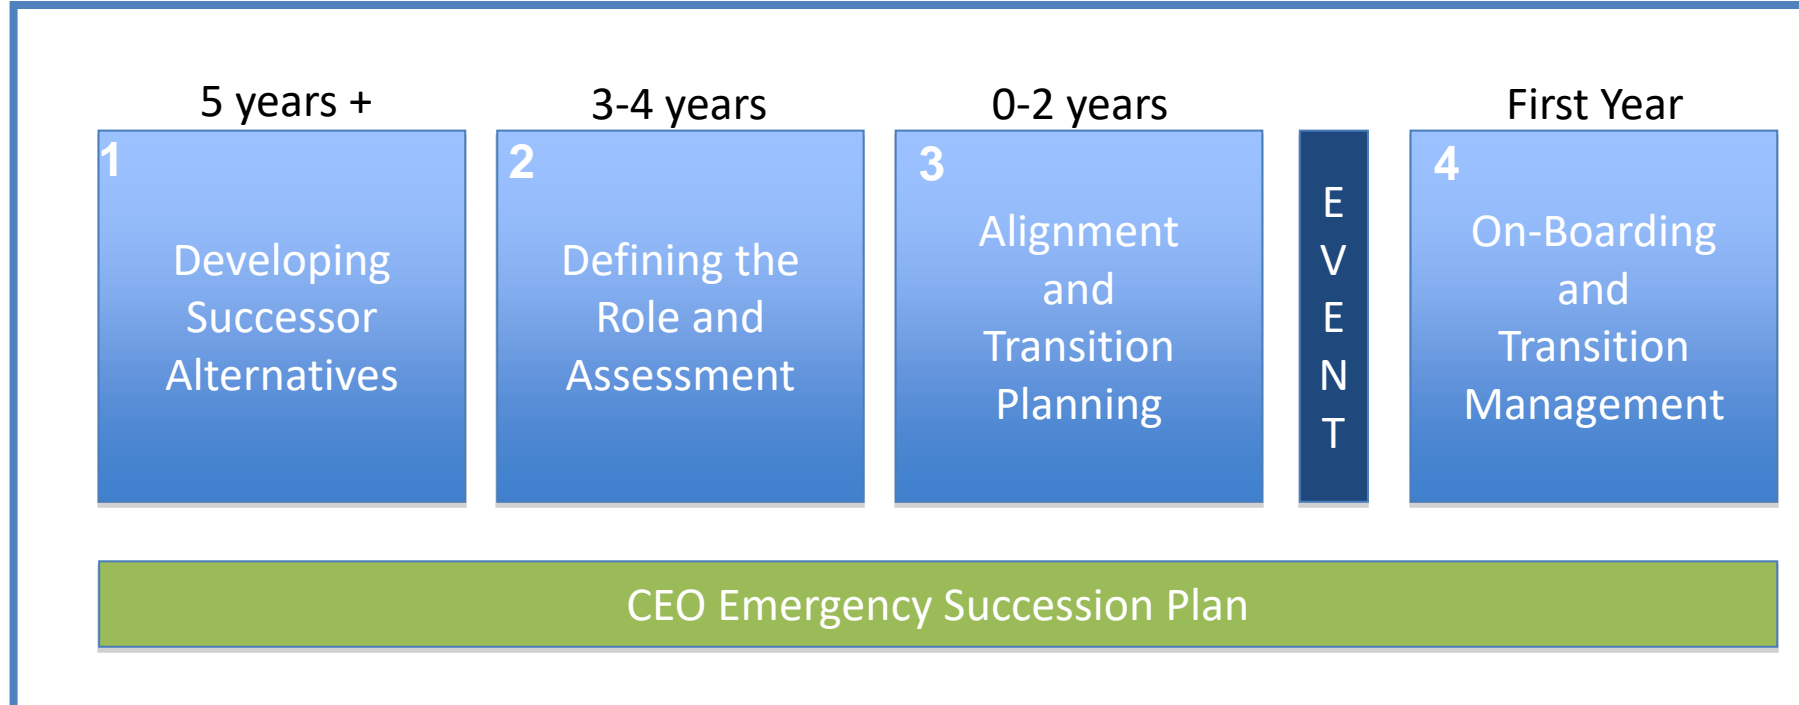 5 years +
3-4 years
0-2 years
First Year
1
Developing
Successor
Alternatives
2
Defining the
Role and
Assessment
3
Alignment
and
Transition
Planning
E
V
E
N
T
4
On-Boarding
and
Transition
Management
CEO Emergency Succession Plan